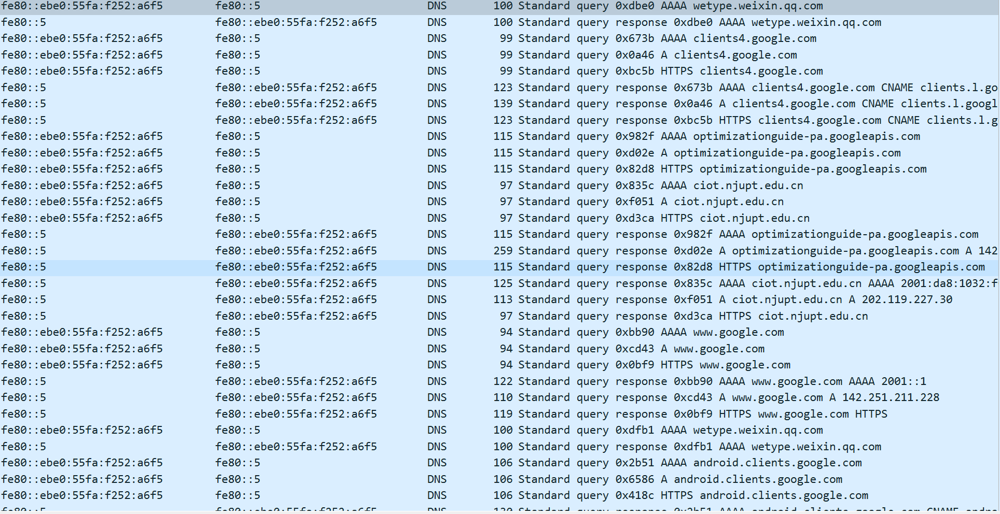 fe80::ebe0:55fa:f252:a6f5 fe80::5 DNS 100 Standard query 0xdbe0 AAAA wetype.weixin.qq.com
fe80::5 fe80::ebe0:55fa:f252:a6f5 DNS 100 Standard query response 0xdbe0 AAAA wetype.weixin.qq.com
fe80::ebe0:55fa:f252:a6f5 fe80::5 DNS 99 Standard query 0x673b AAAA clients4.google.com
fe80::ebe0:55fa:f252:a6f5 fe80::5 DNS 99 Standard query 0x0a46 A clients4.google.com
fe80::ebe0:55fa:f252:a6f5 fe80::5 DNS 99 Standard query 0xbc5b HTTPS clients4.google.com
fe80::5 fe80::ebe0:55fa:f252:a6f5 DNS 123 Standard query response 0x673b AAAA clients4.google.com CNAME clients.l.go
fe80::5 fe80::ebe0:55fa:f252:a6f5 DNS 139 Standard query response 0x0a46 A clients4.google.com CNAME clients.l.googl
fe80::5 fe80::ebe0:55fa:f252:a6f5 DNS 123 Standard query response 0xbc5b HTTPS clients4.google.com CNAME clients.l.g
fe80::ebe0:55fa:f252:a6f5 fe80::5 DNS 115 Standard query 0x982f AAAA optimizationguide-pa.googleapis.com
fe80::ebe0:55fa:f252:a6f5 fe80::5 DNS 115 Standard query 0xd02e A optimizationguide-pa.googleapis.com
fe80::ebe0:55fa:f252:a6f5 fe80::5 DNS 115 Standard query 0x82d8 HTTPS optimizationguide-pa.googleapis.com
fe80::ebe0:55fa:f252:a6f5 fe80::5 DNS 97 Standard query 0x835c AAAA ciot.njupt.edu.cn
fe80::ebe0:55fa:f252:a6f5 fe80::5 DNS 97 Standard query 0xf051 A ciot.njupt.edu.cn
fe80::ebe0:55fa:f252:a6f5 fe80::5 DNS 97 Standard query 0xd3ca HTTPS ciot.njupt.edu.cn
fe80::5 fe80::ebe0:55fa:f252:a6f5 DNS 115 Standard query response 0x982f AAAA optimizationguide-pa.googleapis.com
fe80::5 fe80::ebe0:55fa:f252:a6f5 DNS 259 Standard query response 0xd02e A optimizationguide-pa.googleapis.com A 142
fe80::5 fe80::ebe0:55fa:f252:a6f5 DNS 115 Standard query response 0x82d8 HTTPS optimizationguide-pa.googleapis.com
fe80::5 fe80::ebe0:55fa:f252:a6f5 DNS 125 Standard query response 0x835c AAAA ciot.njupt.edu.cn AAAA 2001:da8:1032:f
fe80::5 fe80::ebe0:55fa:f252:a6f5 DNS 113 Standard query response 0xf051 A ciot.njupt.edu.cn A 202.119.227.30
fe80::5 fe80::ebe0:55fa:f252:a6f5 DNS 97 Standard query response 0xd3ca HTTPS ciot.njupt.edu.cn
fe80::ebe0:55fa:f252:a6f5 fe80::5 DNS 94 Standard query 0xbb90 AAAA www.google.com
fe80::ebe0:55fa:f252:a6f5 fe80::5 DNS 94 Standard query 0xcd43 A www.google.com
fe80::ebe0:55fa:f252:a6f5 fe80::5 DNS 94 Standard query 0x0bf9 HTTPS www.google.com
fe80::5 fe80::ebe0:55fa:f252:a6f5 DNS 122 Standard query response 0xbb90 AAAA www.google.com AAAA 2001::1
fe80::5 fe80::ebe0:55fa:f252:a6f5 DNS 110 Standard query response 0xcd43 A www.google.com A 142.251.211.228
fe80::5 fe80::ebe0:55fa:f252:a6f5 DNS 119 Standard query response 0x0bf9 HTTPS www.google.com HTTPS
fe80::ebe0:55fa:f252:a6f5 fe80::5 DNS 100 Standard query 0xdfb1 AAAA wetype.weixin.qq.com
fe80::5 fe80::ebe0:55fa:f252:a6f5 DNS 100 Standard query response 0xdfb1 AAAA wetype.weixin.qq.com
fe80::ebe0:55fa:f252:a6f5 fe80::5 DNS 106 Standard query 0x2b51 AAAA android.clients.google.com
fe80::ebe0:55fa:f252:a6f5 fe80::5 DNS 106 Standard query 0x6586 A android.clients.google.com
fe80::ebe0:55fa:f252:a6f5 fe80::5 DNS 106 Standard query 0x418c HTTPS android.clients.google.com